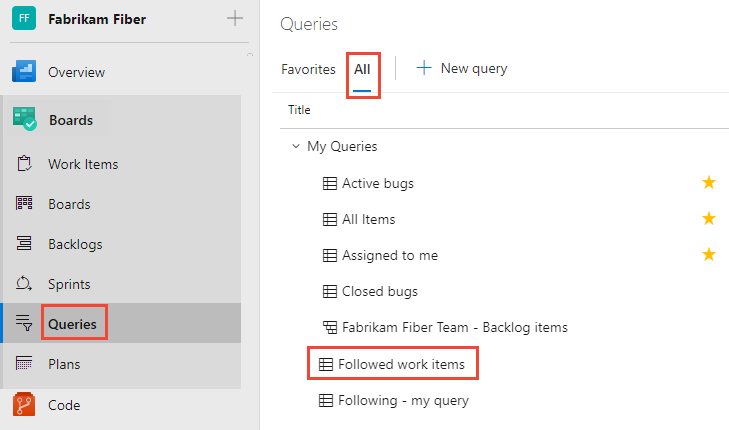 FF Fabrikam Fiber
Overview
Boards
Work Items
Boards
Backlogs
Sprints
Queries
Plans
Code
Queries
Favorites All New query
Title
My Queries
Active bugs
All Items
Assigned to me
Closed bugs
Fabrikam Fiber Team - Backlog items
Followed work items
Following - my query